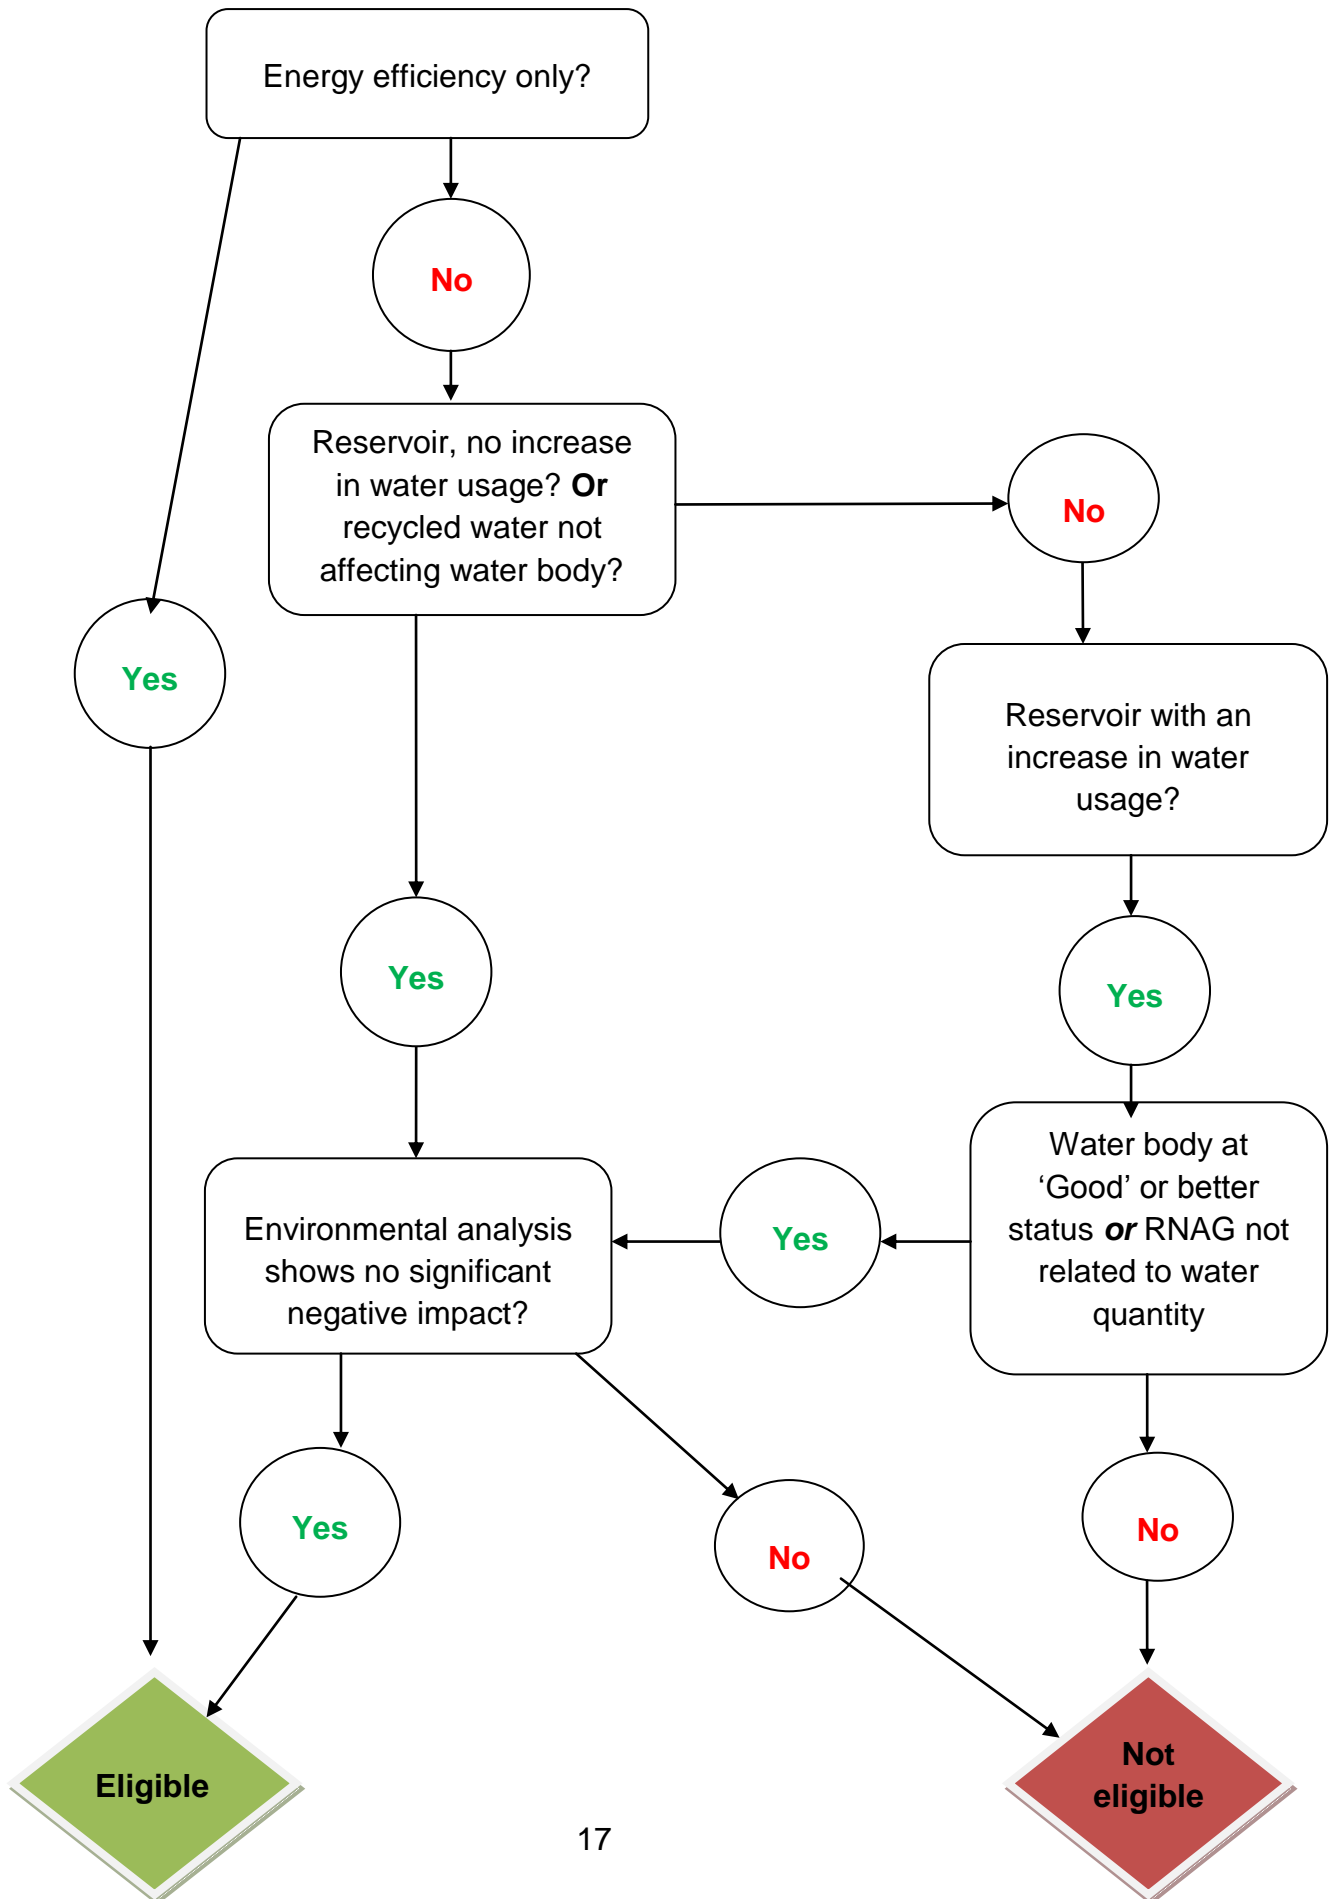 Energy efficiency only?
No
Reservoir, no increase
in water usage? Or
recycled water not
affecting water body?
No
Yes
Reservoir with an
increase in water
usage?
Yes
Yes
Water body at
‘Good’ or better
status or RNAG not
related to water
quantity
Yes
Environmental analysis
shows no significant
negative impact?
Yes
No
No
Eligible
Not
eligible
17